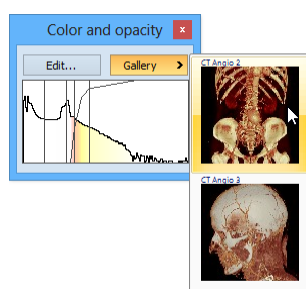 Color and opacity
x
Edit...
Gallery
CT Angio 2
CT Angio 3